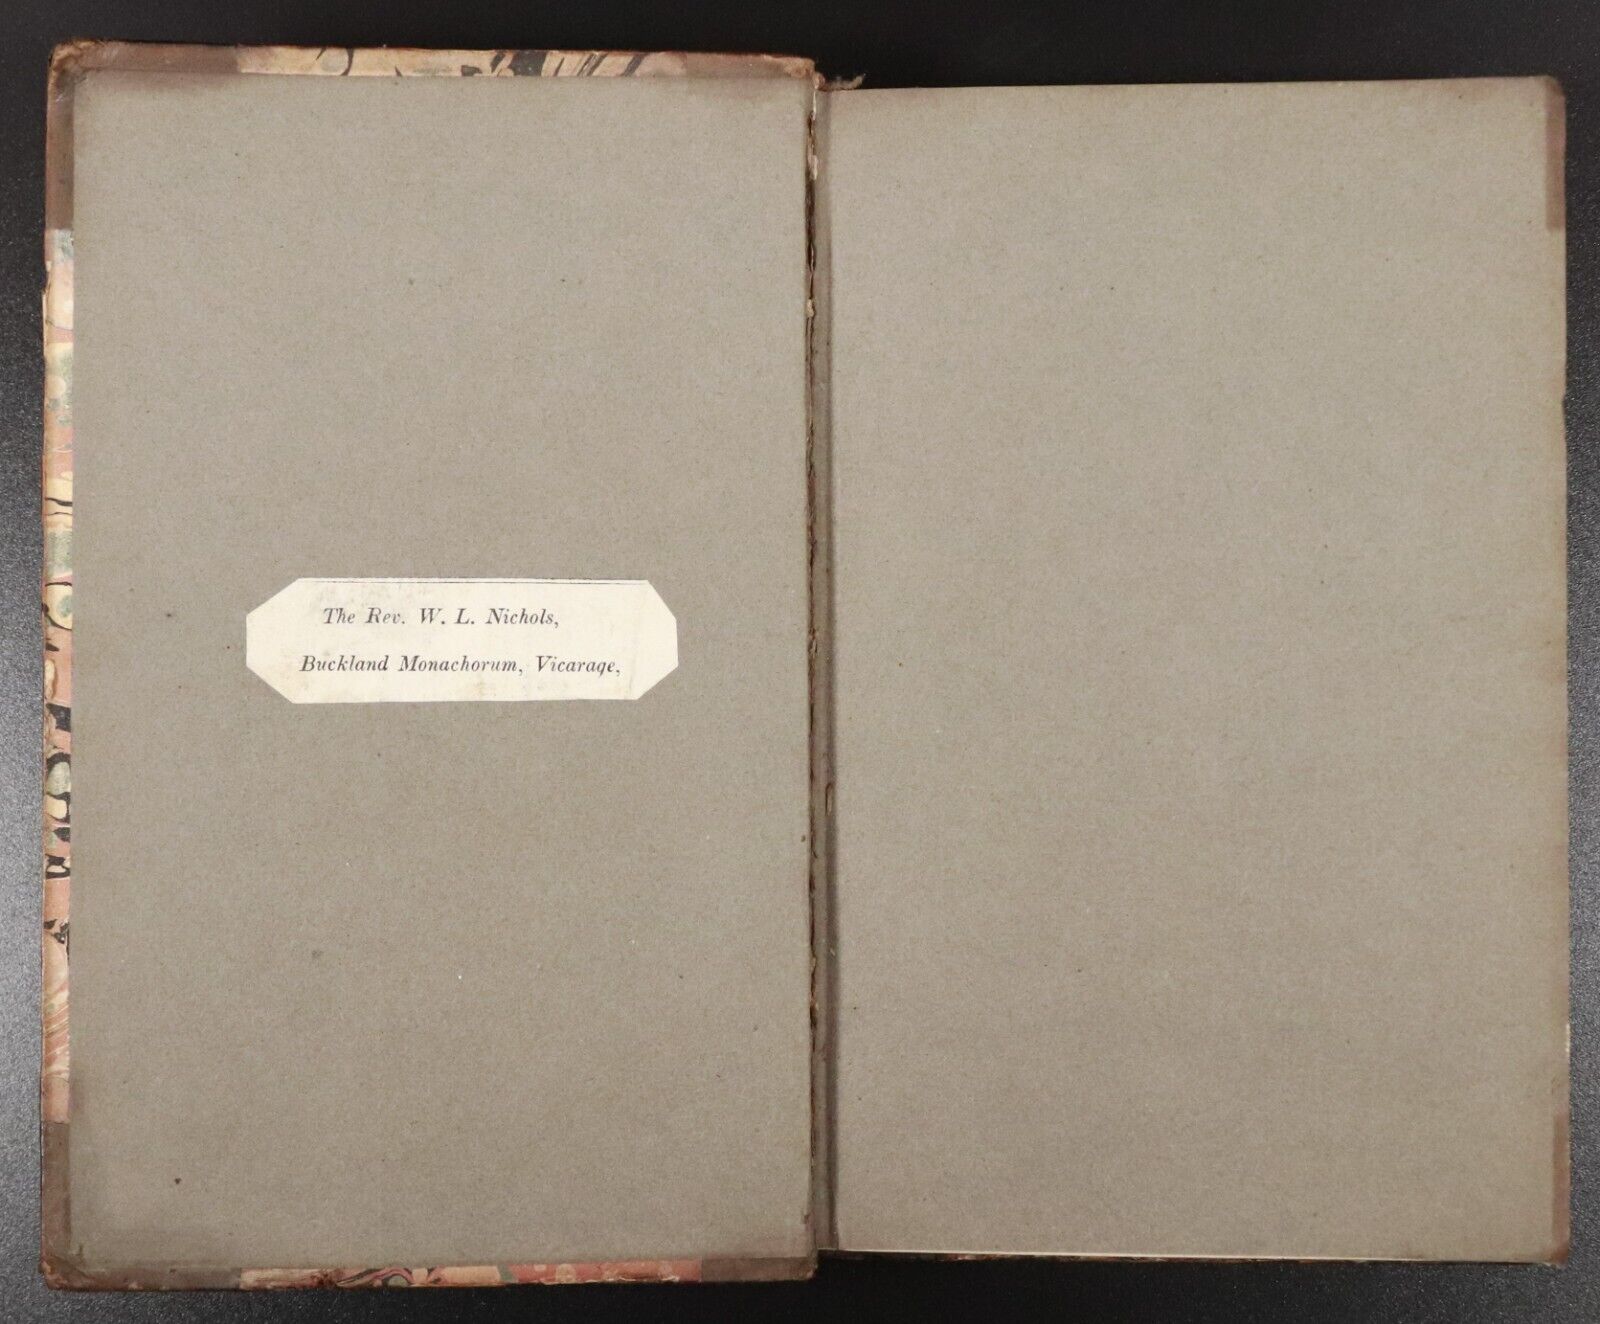 The Rev. W. L. Nichols,
Buckland Monachorum, Vicarage,